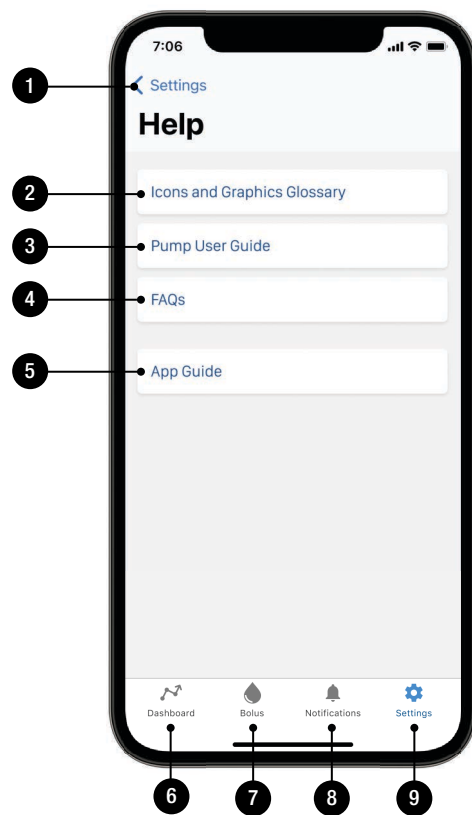 7:06
1
Settings
Help
2
Icons and Graphics Glossary
3
Pump User Guide
4
FAQs
5
App Guide
Dashboard
Bolus
Notifications
Settings
6
7
8
9